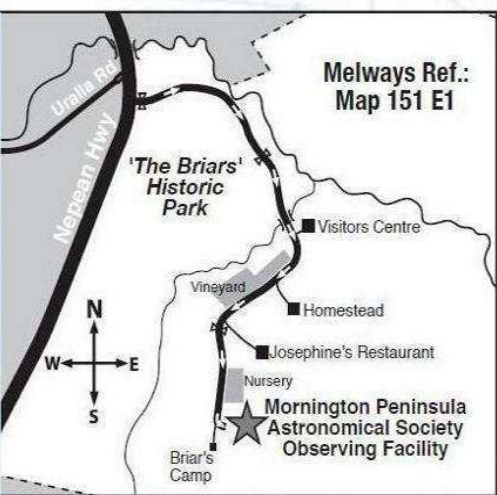 Melways Ref.:
Map 151 E1
Uralla Rd
Nepean Hwy
'The Briars'
Historic
Park
Visitors Centre
Vineyard
Homestead
N
W
E
S
Josephine's Restaurant
Nursery
Mornington Peninsula
Astronomical Society
Observing Facility
Briar's
Camp